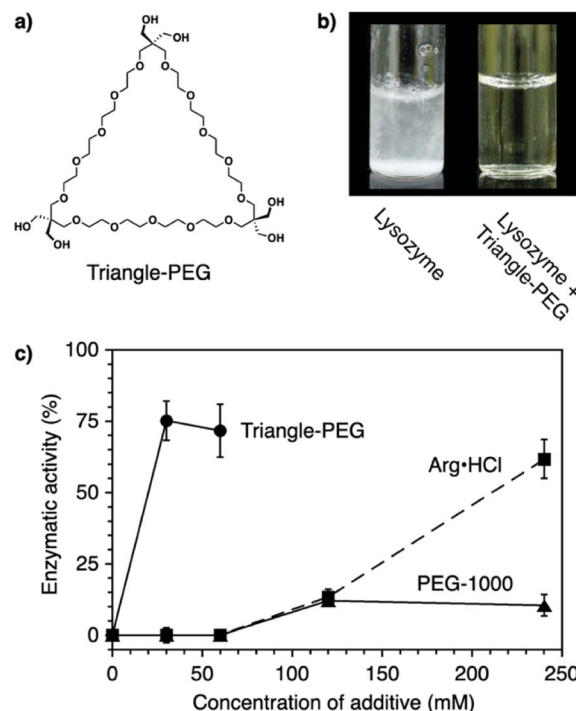 a)
OH
OH
O O
O O
O O
O O
O O
OH
HO O O O O O
OH OH
Triangle-PEG
b)
Lysozyme
Lysozyme +
Triangle-PEG
c)
Enzymatic activity (%)
100
75
50
25
0
Triangle-PEG
Arg•HCl
PEG-1000
0 50 100 150 200 250
Concentration of additive (mM)